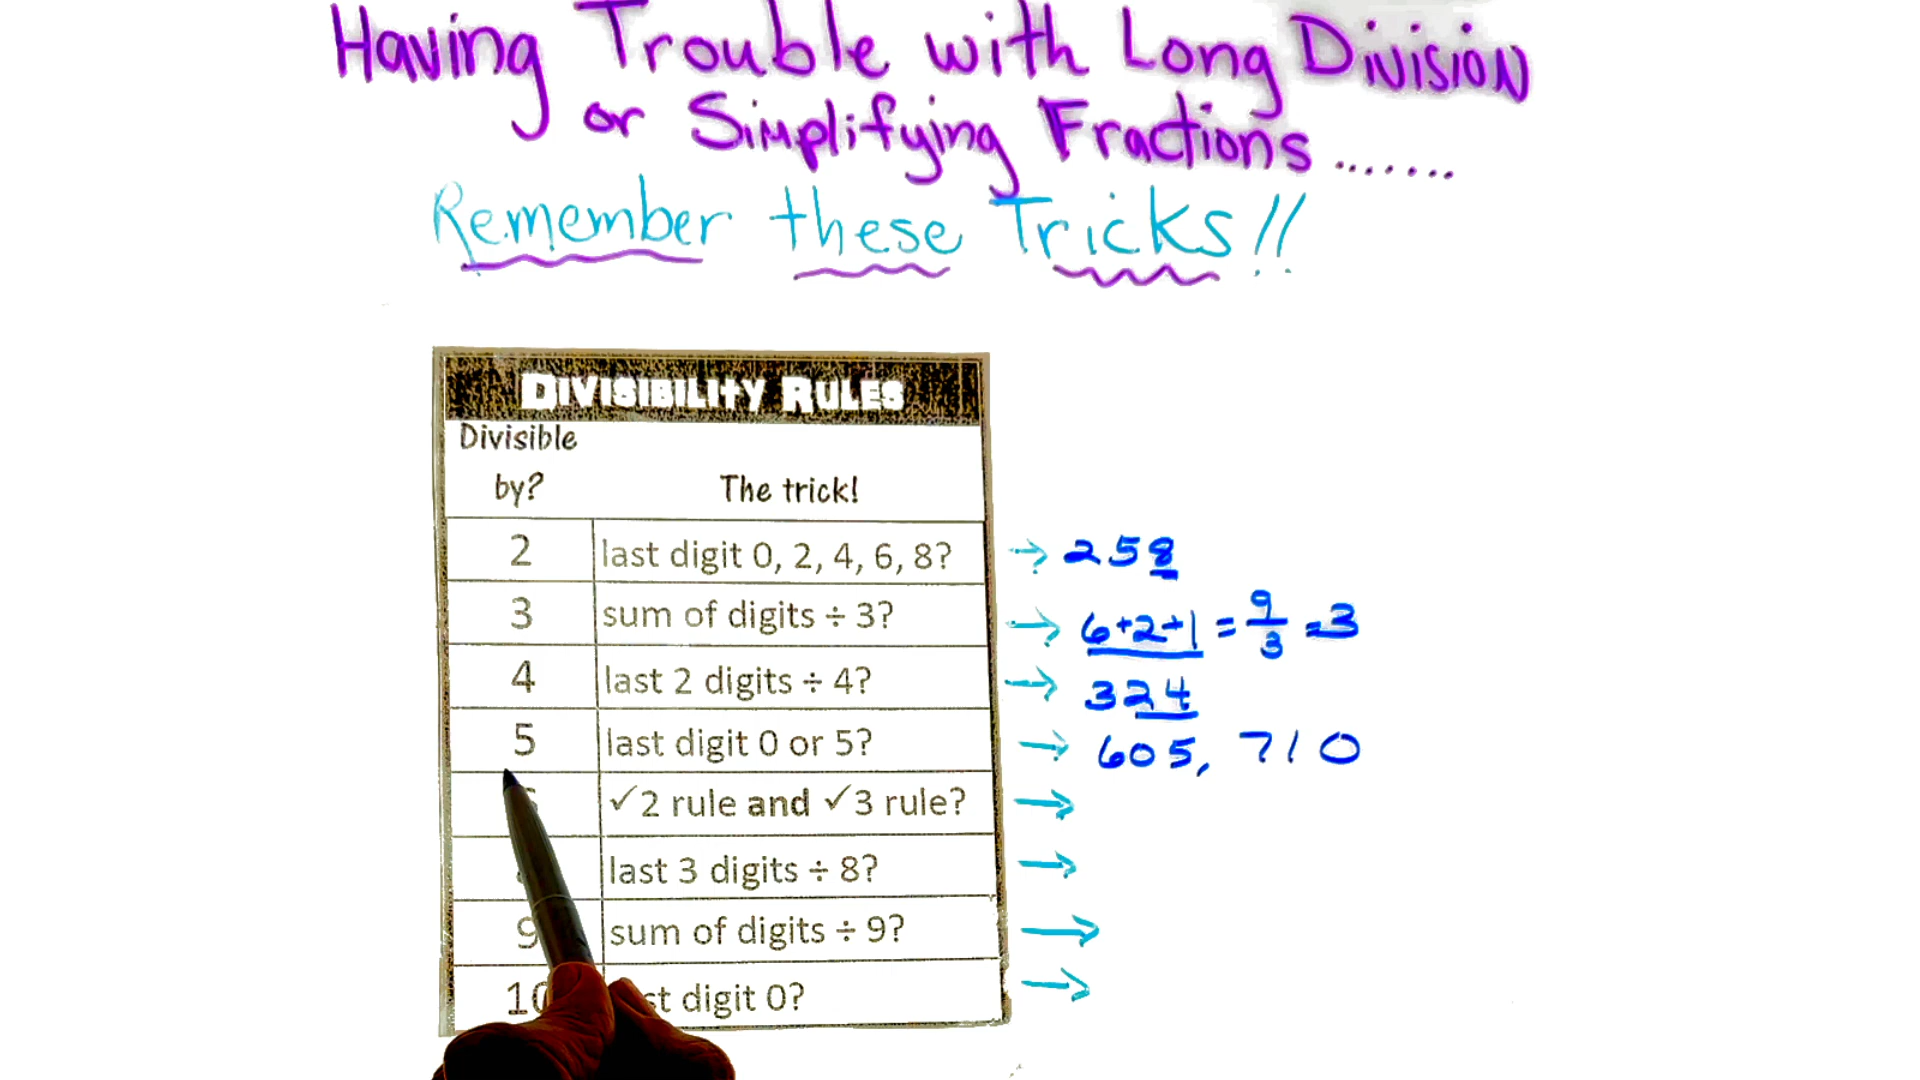 Having Trouble with Long Division
or Simplifying Fractions.......
Remember these Tricks!!
DIVISIBILITY RULES
Divisible
by? The trick!
2 last digit 0, 2, 4, 6, 8? → 258
3 sum of digits ÷ 3? → 6+2+1 = 9/3 = 3
4 last 2 digits ÷ 4? → 324
5 last digit 0 or 5? → 605, 710
✓2 rule and ✓3 rule? →
last 3 digits ÷ 8? →
9 sum of digits ÷ 9? →
10 digit 0? →